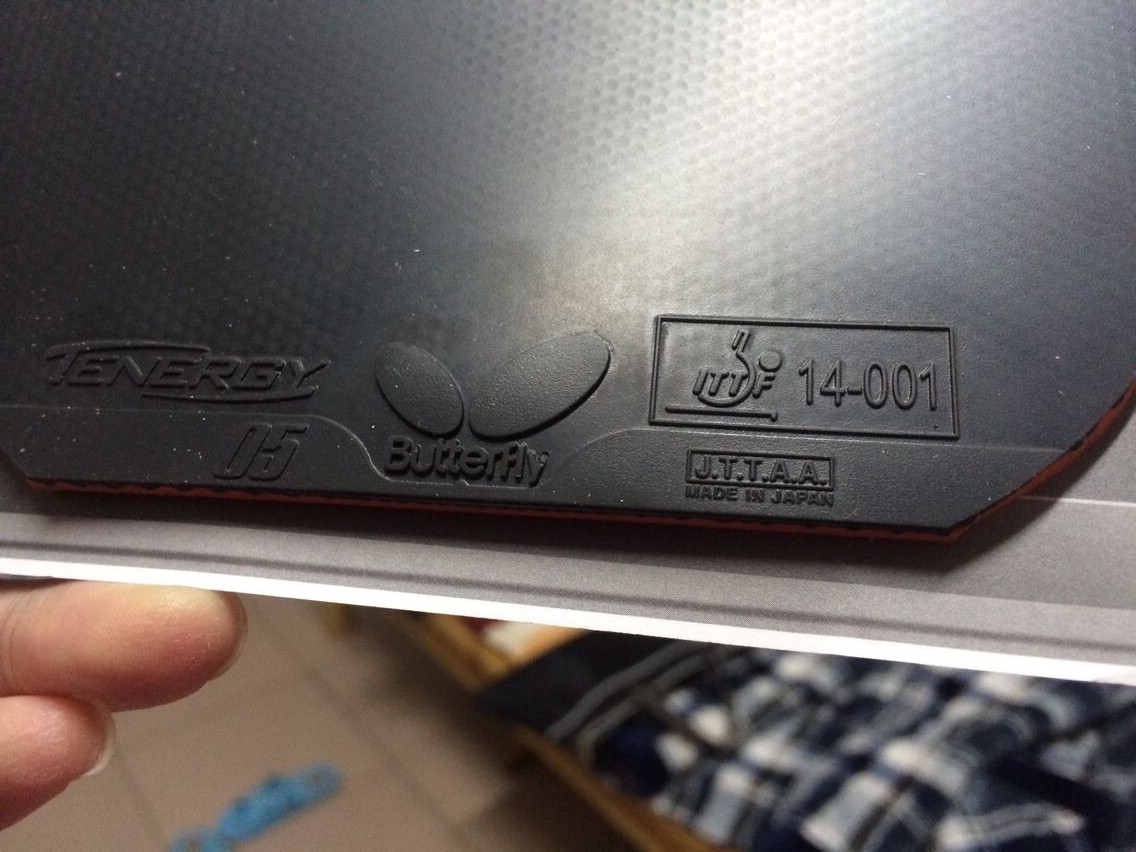 TENERGY
05
Butterfly
ITTF 14-001
J.T.T.A.A.
MADE IN JAPAN